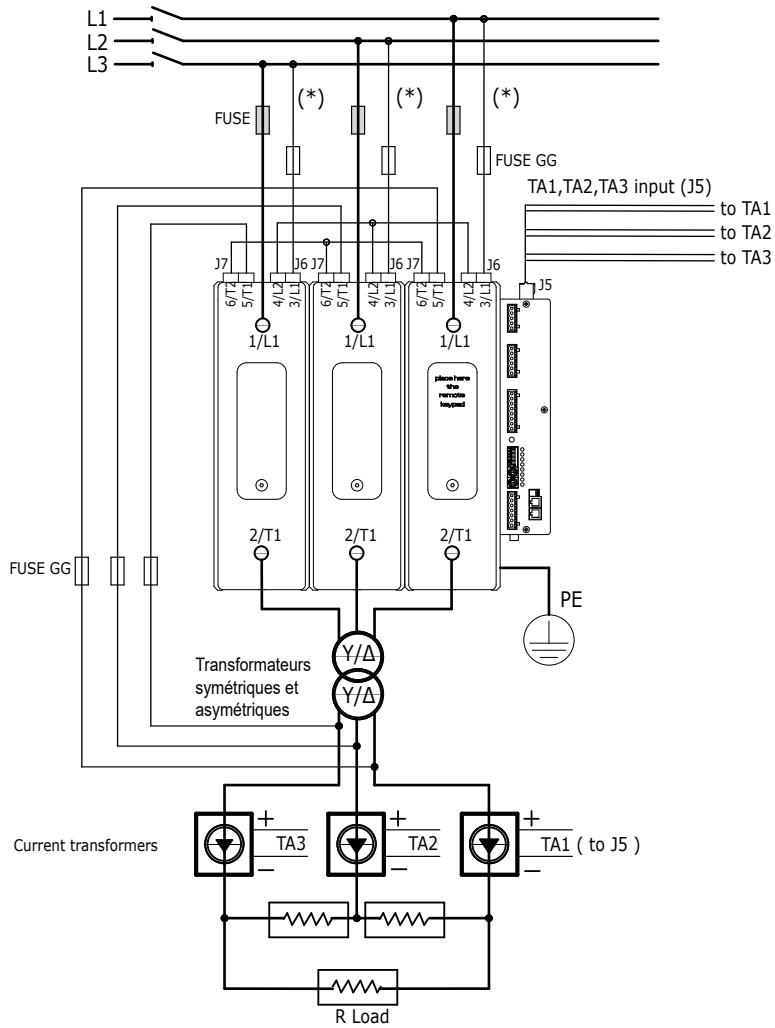 L1
L2
L3
(*) (*) (*)
FUSE
FUSE GG
TA1,TA2,TA3 input (J5)
to TA1
to TA2
to TA3
J7 J6 J7 J6 J7 J6
6/T2 5/T1 4/L2 3/L1 6/T2 5/T1 4/L2 3/L1 6/T2 5/T1 4/L2 3/L1
J5
1/L1 1/L1 1/L1
place here
the
remote
keypad
2/T1 2/T1 2/T1
FUSE GG
PE
Y/Δ
Y/Δ
Transformateurs
symétriques et
asymétriques
+ + +
Current transformers
TA3 TA2 TA1 ( to J5 )
– – –
R Load